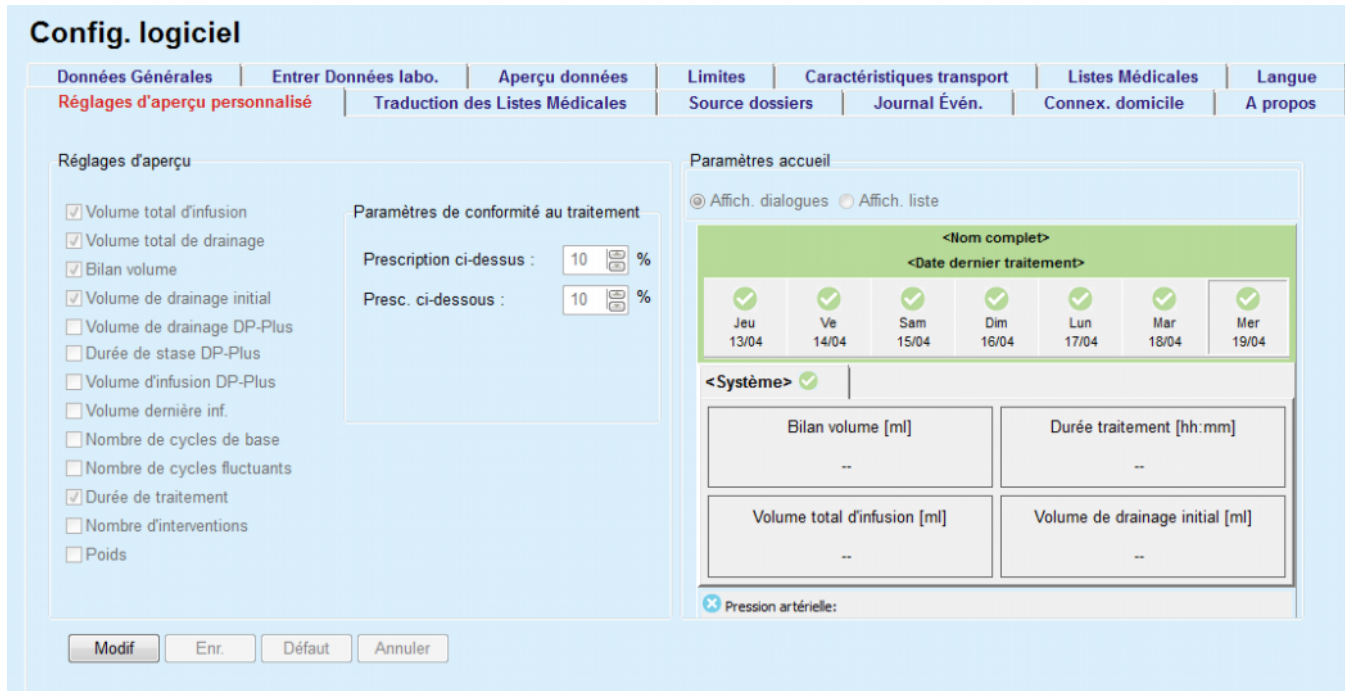 Config. logiciel
Données Générales
Entrer Données labo.
Aperçu données
Limites
Caractéristiques transport
Listes Médicales
Langue
Réglages d'aperçu personnalisé
Traduction des Listes Médicales
Source dossiers
Journal Évén.
Connex. domicile
A propos
Réglages d'aperçu
Volume total d'infusion
Volume total de drainage
Bilan volume
Volume de drainage initial
Volume de drainage DP-Plus
Durée de stase DP-Plus
Volume d'infusion DP-Plus
Volume dernière inf.
Nombre de cycles de base
Nombre de cycles fluctuants
Durée de traitement
Nombre d'interventions
Poids
Paramètres de conformité au traitement
Prescription ci-dessus : 10 %
Presc. ci-dessous : 10 %
Paramètres accueil
Affich. dialogues Affich. liste
<Nom complet>
<Date dernier traitement>
Jeu Ve Sam Dim Lun Mar Mer
13/04 14/04 15/04 16/04 17/04 18/04 19/04
<Système>
Bilan volume [ml]
--
Durée traitement [hh:mm]
--
Volume total d'infusion [ml]
--
Volume de drainage initial [ml]
--
Pression artérielle:
Modif Enr. Défaut Annuler